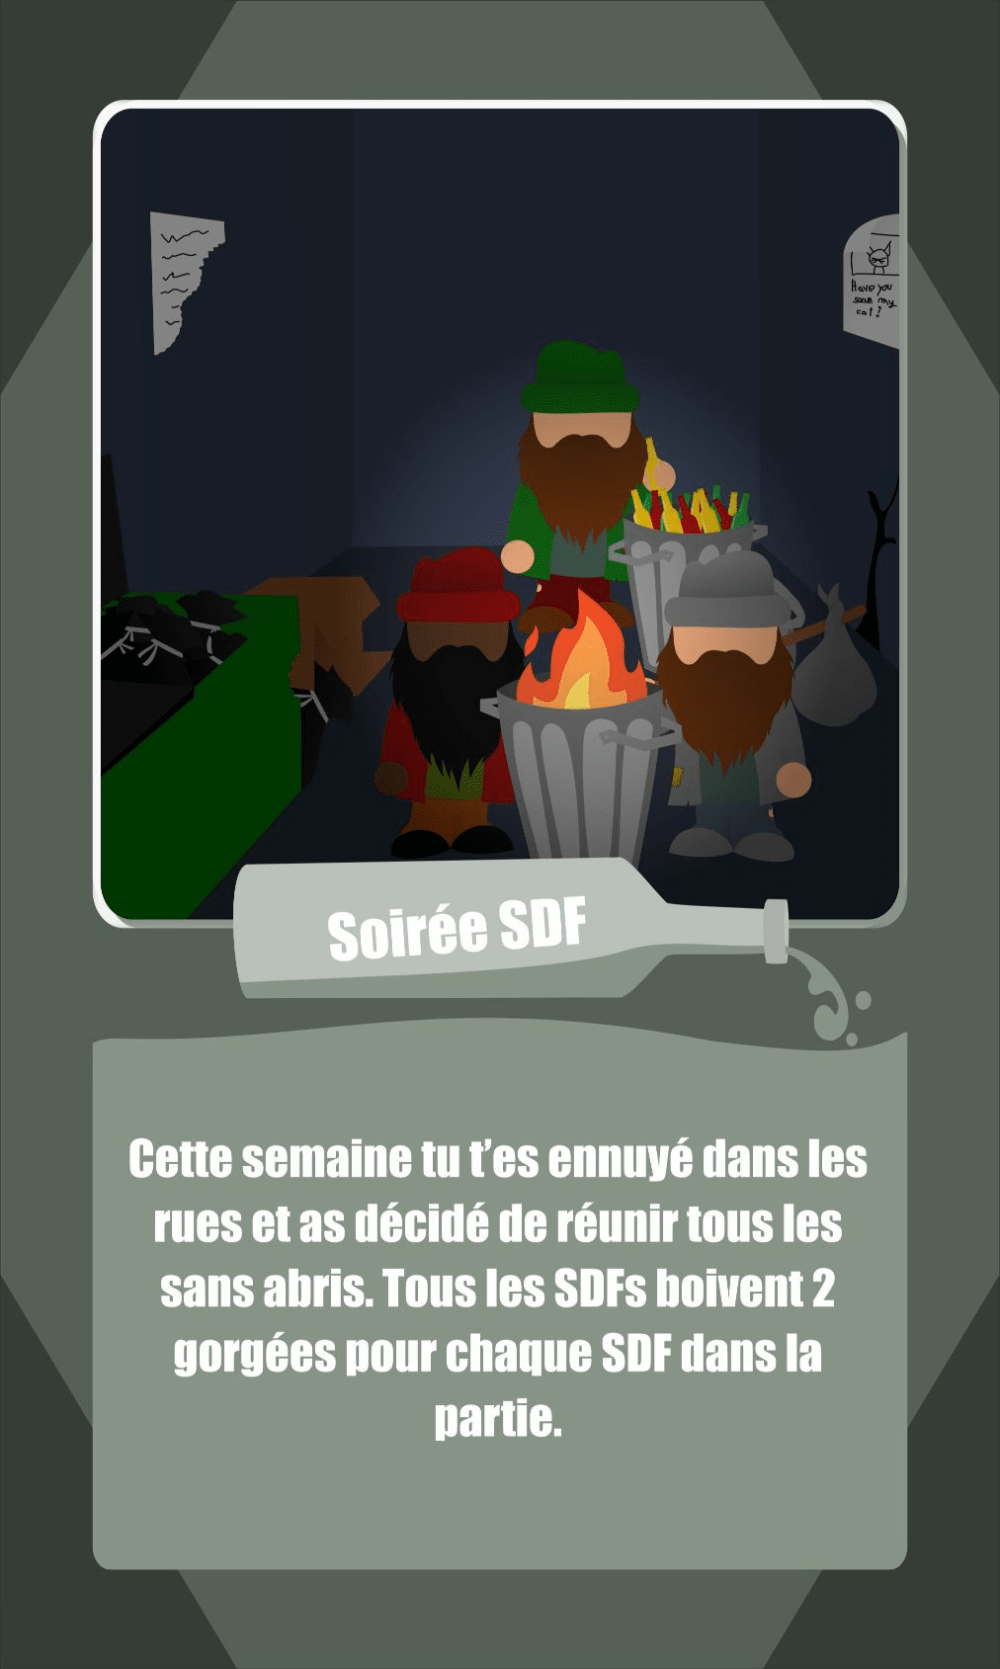 Have you
seen my
cat?
Soirée SDF
Cette semaine tu t'es ennuyé dans les
rues et as décidé de réunir tous les
sans abris. Tous les SDFs boivent 2
gorgées pour chaque SDF dans la
partie.